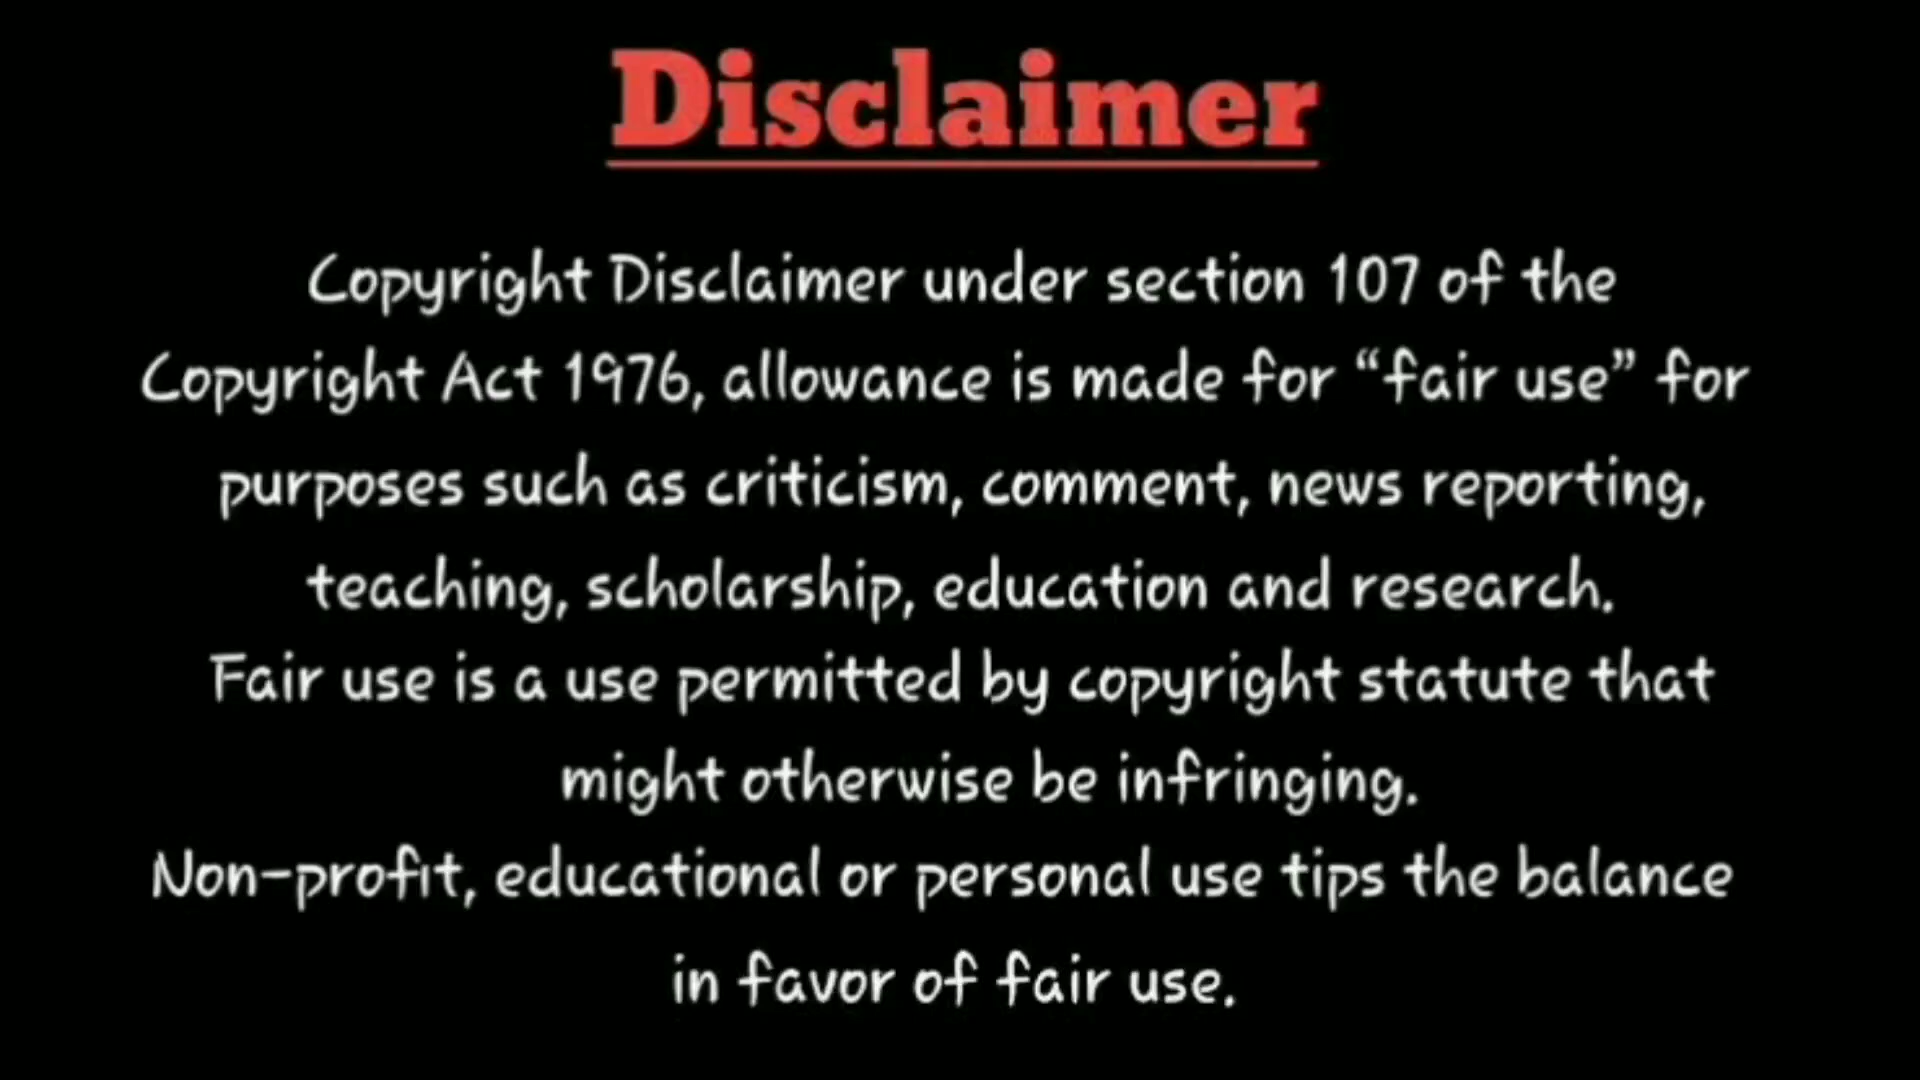 Disclaimer
Copyright Disclaimer under section 107 of the
Copyright Act 1976, allowance is made for “fair use” for
purposes such as criticism, comment, news reporting,
teaching, scholarship, education and research.
Fair use is a use permitted by copyright statute that
might otherwise be infringing.
Non-profit, educational or personal use tips the balance
in favor of fair use.